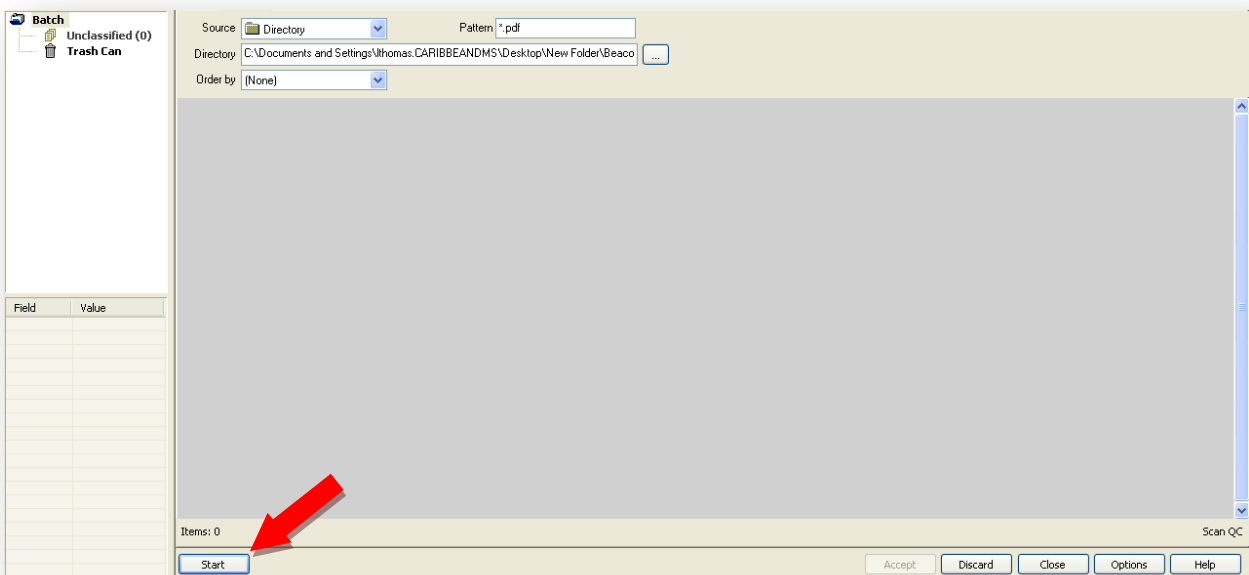 Batch
Unclassified (0)
Trash Can
Source Directory Pattern *.pdf
Directory C:\Documents and Settings\lthomas.CARIBBEANDMS\Desktop\New Folder\Beaco ...
Order by (None)
Field Value
Items: 0 Scan QC
Start Accept Discard Close Options Help